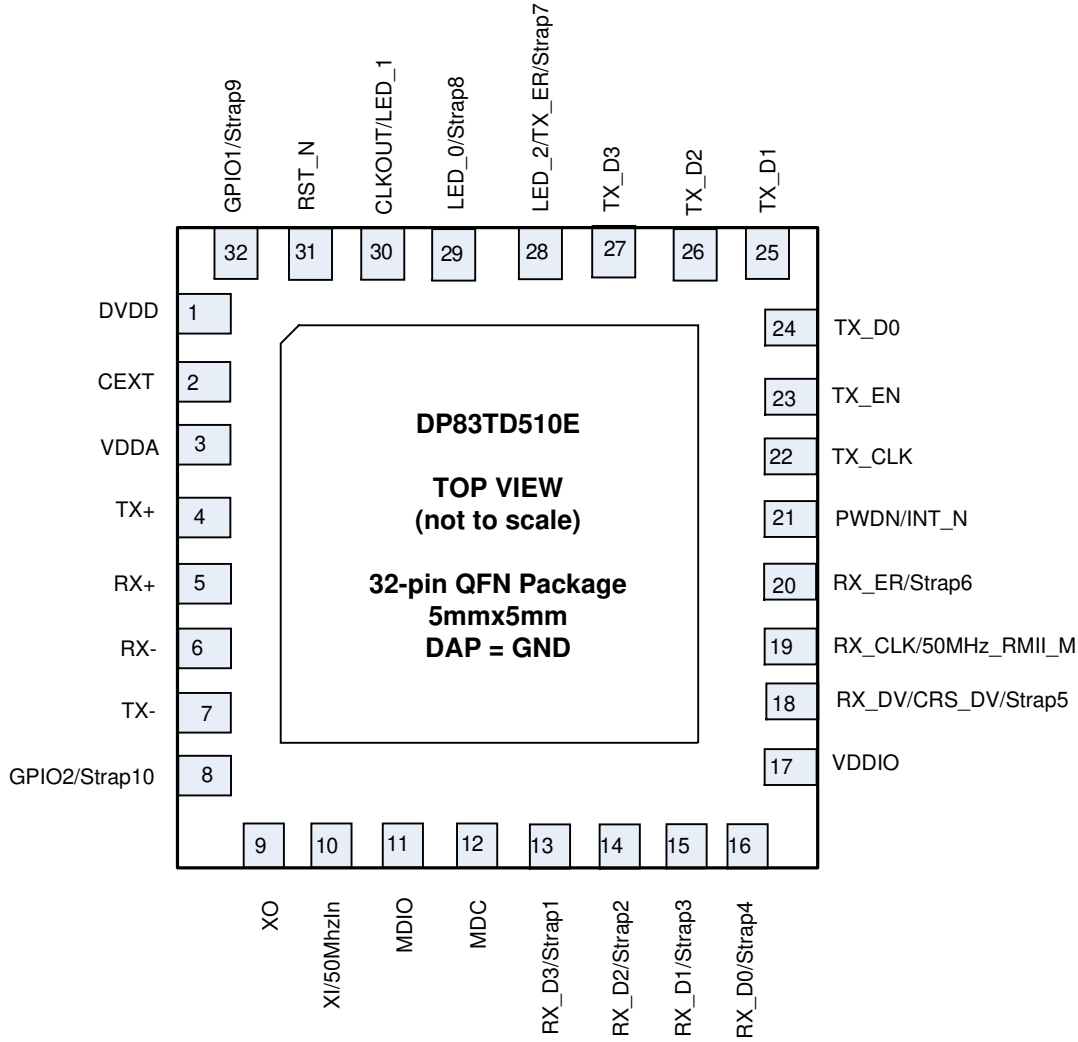 GPIO1/Strap9
RST_N
CLKOUT/LED_1
LED_0/Strap8
LED_2/TX_ER/Strap7
TX_D3
TX_D2
TX_D1
32
31
30
29
28
27
26
25
DVDD
1
CEXT
2
VDDA
3
TX+
4
RX+
5
RX-
6
TX-
7
GPIO2/Strap10
8
DP83TD510E
TOP VIEW
(not to scale)
32-pin QFN Package
5mmx5mm
DAP = GND
24
TX_D0
23
TX_EN
22
TX_CLK
21
PWDN/INT_N
20
RX_ER/Strap6
19
RX_CLK/50MHz_RMII_M
18
RX_DV/CRS_DV/Strap5
17
VDDIO
9
10
11
12
13
14
15
16
XO
XI/50MhzIn
MDIO
MDC
RX_D3/Strap1
RX_D2/Strap2
RX_D1/Strap3
RX_D0/Strap4